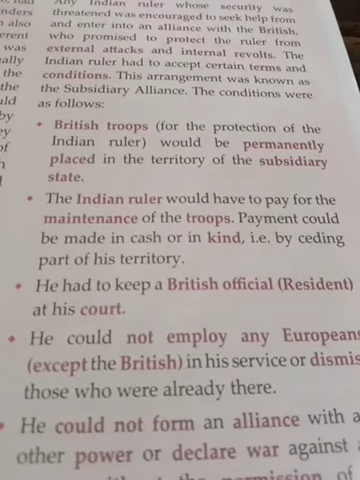 Any Indian ruler whose security was
threatened was encouraged to seek help from
and enter into an alliance with the British,
who promised to protect the ruler from
external attacks and internal revolts. The
Indian ruler had to accept certain terms and
conditions. This arrangement was known as
the Subsidiary Alliance. The conditions were
as follows:
• British troops (for the protection of the
Indian ruler) would be permanently
placed in the territory of the subsidiary
state.
• The Indian ruler would have to pay for the
maintenance of the troops. Payment could
be made in cash or in kind, i.e. by ceding
part of his territory.
• He had to keep a British official (Resident)
at his court.
• He could not employ any Europeans
(except the British) in his service or dismis
those who were already there.
• He could not form an alliance with a
other power or declare war against
the permission of